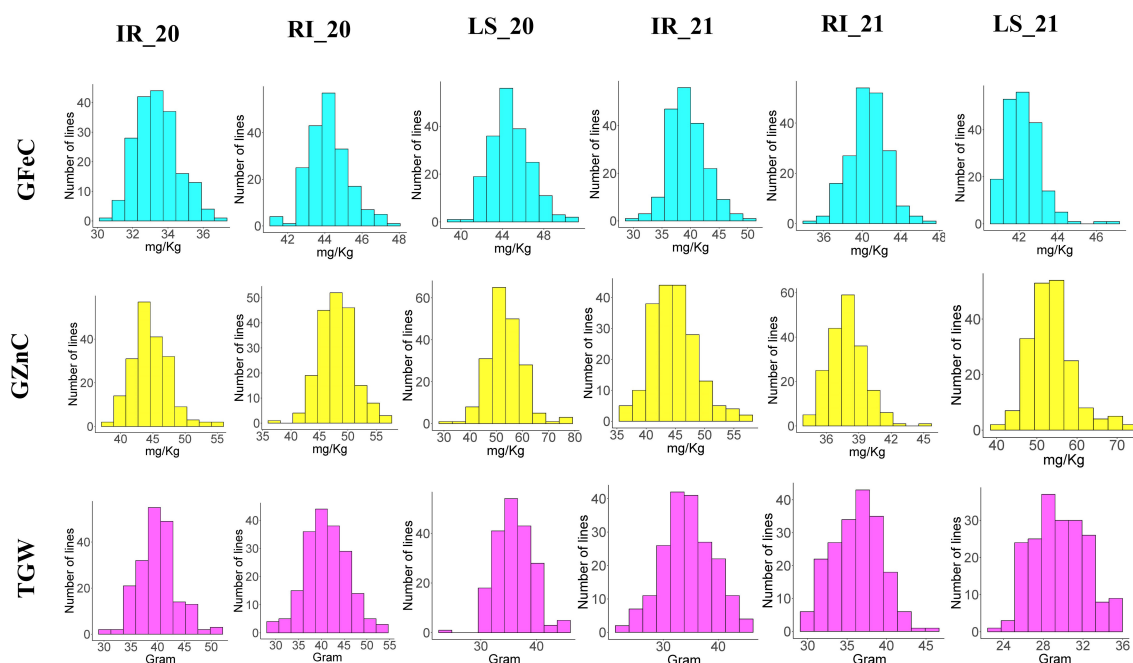 IR_20 RI_20 LS_20 IR_21 RI_21 LS_21
GFeC
Number of lines Number of lines Number of lines Number of lines Number of lines Number of lines
0 10 20 30 40 0 20 40 0 20 40 0 20 40 0 20 40 0 20 40
30 32 34 36 42 44 46 48 40 44 48 30 35 40 45 50 36 40 44 48 42 44 46
mg/Kg mg/Kg mg/Kg mg/Kg mg/Kg mg/Kg
GZnC
Number of lines Number of lines Number of lines Number of lines Number of lines Number of lines
0 20 40 0 10 20 30 40 50 0 20 40 60 0 10 20 30 40 0 20 40 60 0 20 40
40 45 50 55 36 40 45 50 55 30 40 50 60 70 80 35 40 45 50 55 36 39 42 45 40 50 60 70
mg/Kg mg/Kg mg/Kg mg/Kg mg/Kg mg/Kg
TGW
Number of lines Number of lines Number of lines Number of lines Number of lines Number of lines
0 20 40 0 10 20 30 40 0 20 40 0 10 20 30 40 0 10 20 30 40 0 10 20 30
30 35 40 45 50 30 35 40 45 50 55 30 40 30 40 30 35 40 45 24 28 32 36
Gram Gram Gram Gram Gram Gram